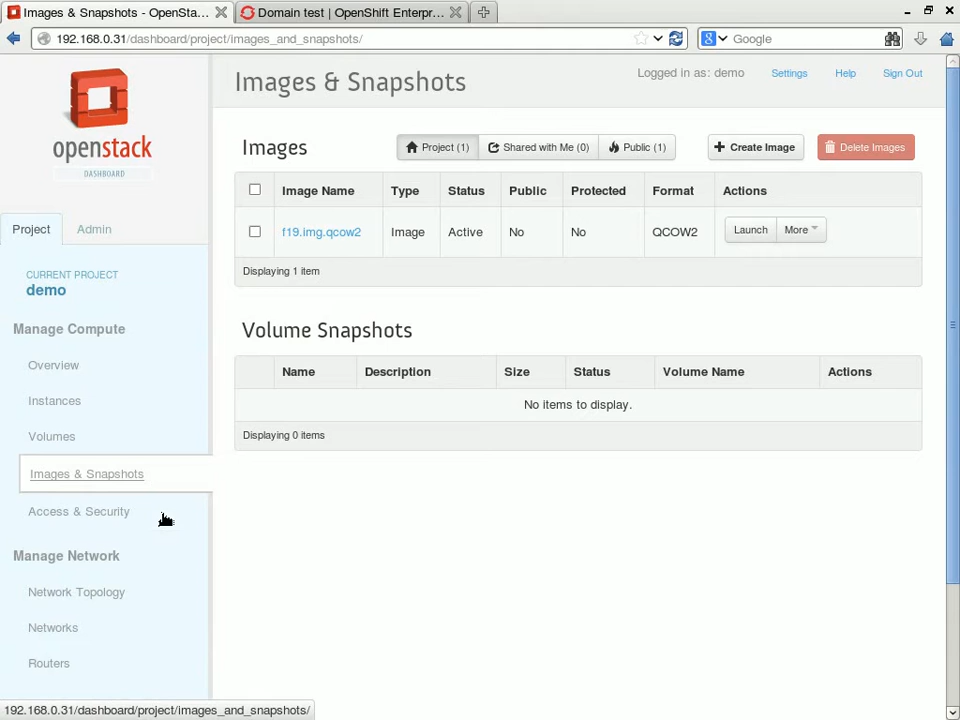 Images & Snapshots - OpenSta...
Domain test | OpenShift Enterpr...
192.168.0.31/dashboard/project/images_and_snapshots/
Google
openstack
DASHBOARD
Project
Admin
CURRENT PROJECT
demo
Manage Compute
Overview
Instances
Volumes
Images & Snapshots
Access & Security
Manage Network
Network Topology
Networks
Routers
Images & Snapshots
Logged in as: demo
Settings
Help
Sign Out
Images
Project (1)
Shared with Me (0)
Public (1)
Create Image
Delete Images
Image Name Type Status Public Protected Format Actions
f19.img.qcow2 Image Active No No QCOW2 Launch More
Displaying 1 item
Volume Snapshots
Name Description Size Status Volume Name Actions
No items to display.
Displaying 0 items
192.168.0.31/dashboard/project/images_and_snapshots/